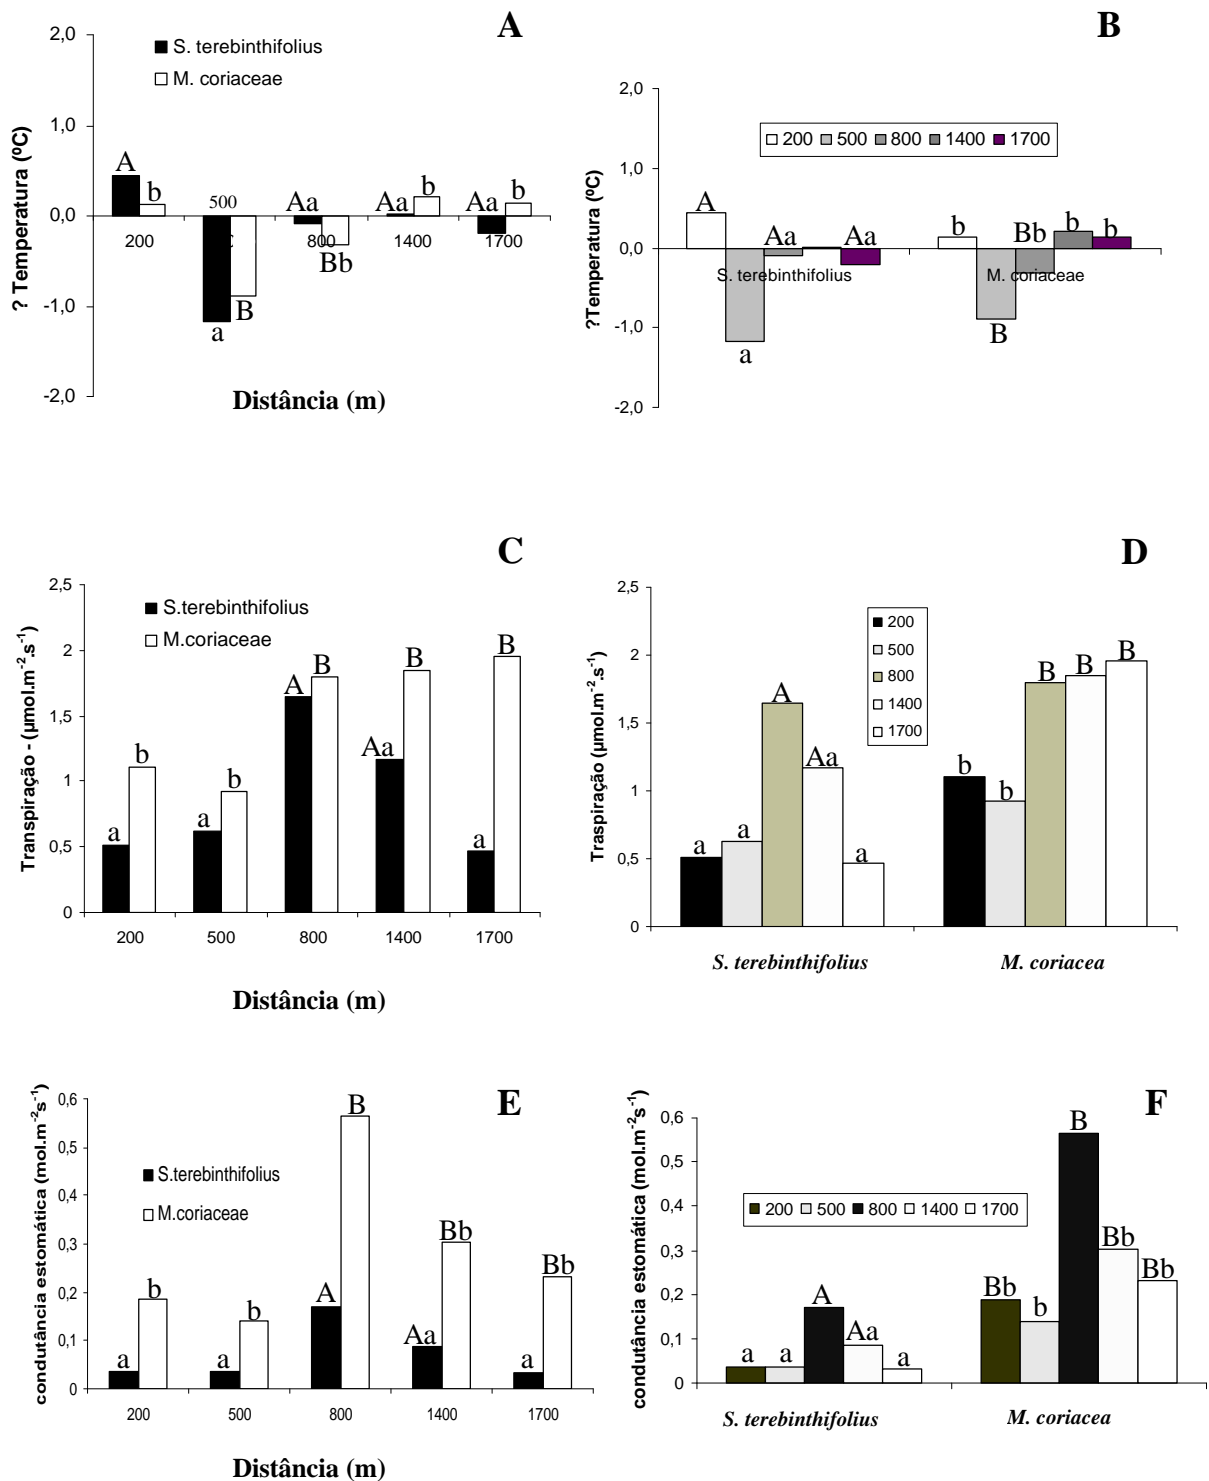 A
2,0
S. terebinthifolius
M. coriaceae
1,0
0,0
-1,0
-2,0
? Temperatura (ºC)
A b 500 Aa Aa b Aa b
200 800 1400 1700
a B Bb
Distância (m)
B
2,0
200 500 800 1400 1700
1,0
0,0
-1,0
-2,0
?Temperatura (ºC)
A Aa Aa b Bb b b
S. terebinthifolius M. coriaceae
a B
C
2,5
S.terebinthifolius
M.coriaceae
2
1,5
1
0,5
0
Transpiração - (µmol.m-2.s-1)
a b a b A B Aa B a B
200 500 800 1400 1700
Distância (m)
D
2,5
200
500
800
1400
1700
2
1,5
1
0,5
0
Traspiração (µmol.m-2.s-1)
a a A Aa a b b B B B
S. terebinthifolius M. coriacea
E
0,6
0,5
S.terebinthifolius
M.coriaceae
0,4
0,3
0,2
0,1
0
condutância estomática (mol.m-2s-1)
a b a b A B Aa Bb a Bb
200 500 800 1400 1700
Distância (m)
F
0,6
0,5
200 500 800 1400 1700
0,4
0,3
0,2
0,1
0
condutância estomática (mol.m-2s-1)
a a A Aa a Bb b B Bb Bb
S. terebinthifolius M. coriacea